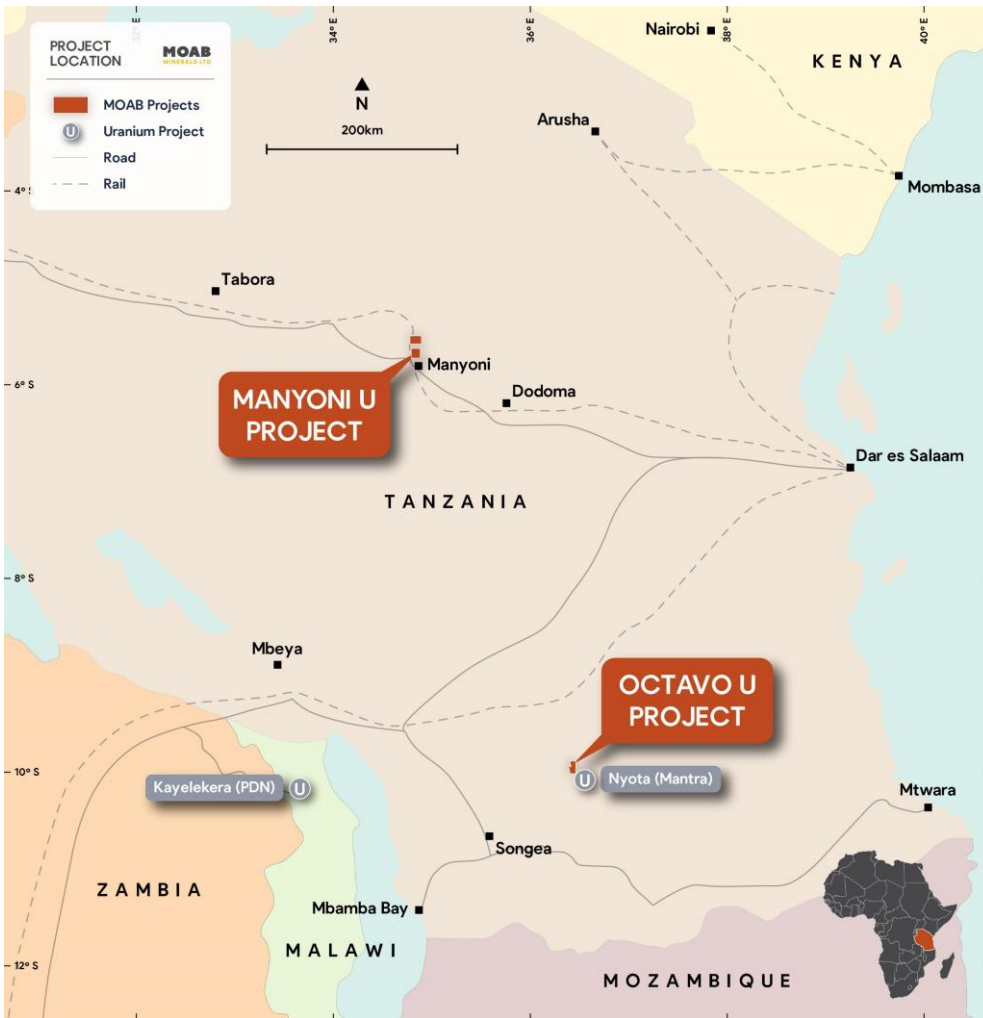 32° E
34° E
36° E
38° E
40° E
PROJECT
LOCATION
MOAB
MINERALS LTD
MOAB Projects
U
Uranium Project
Road
Rail
N
200km
Nairobi
KENYA
Arusha
Mombasa
4° S
Tabora
Manyoni
6° S
MANYONI U
PROJECT
Dodoma
Dar es Salaam
TANZANIA
8° S
Mbeya
OCTAVO U
PROJECT
10° S
Kayelekera (PDN)
U
U
Nyota (Mantra)
Mtwara
Songea
ZAMBIA
Mbamba Bay
MALAWI
12° S
MOZAMBIQUE